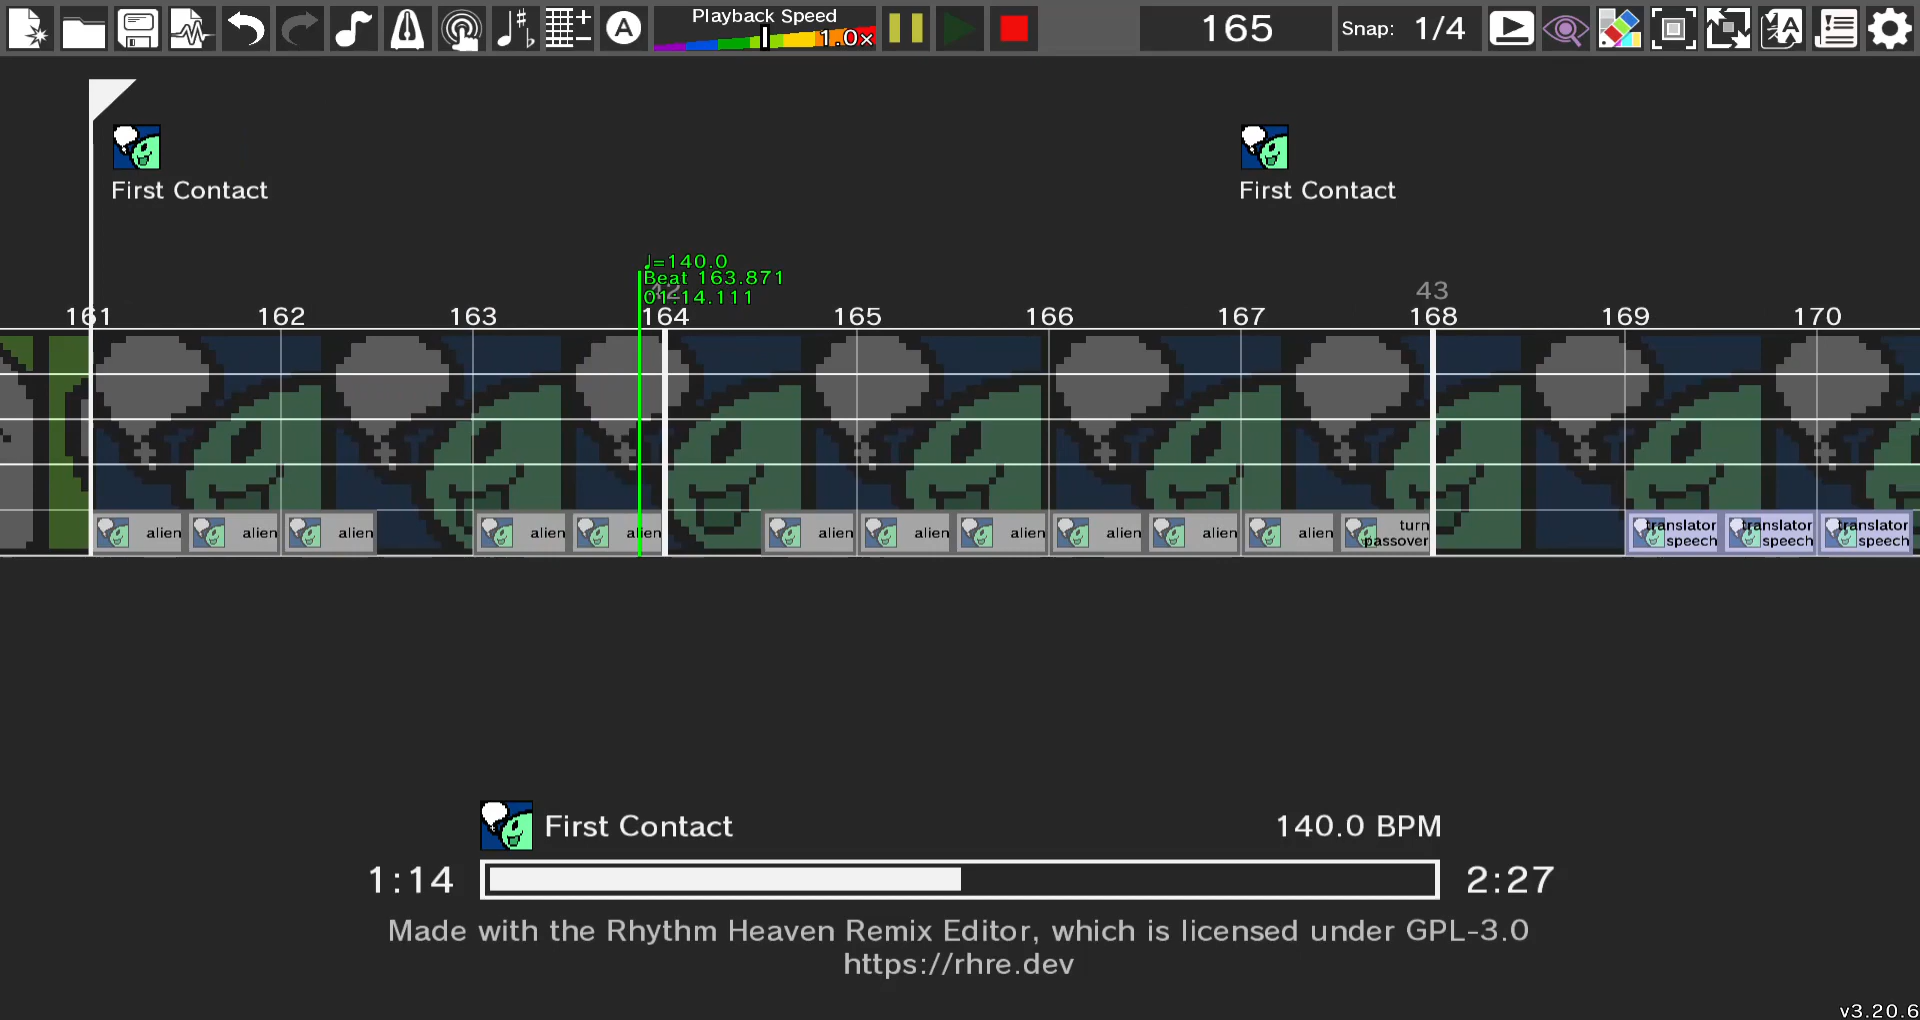 Playback Speed
1.0x
165
Snap: 1/4
First Contact
First Contact
♩=140.0
Beat 163.871
01:14.111
43
161 162 163 164 165 166 167 168 169 170
alien alien alien alien alien alien alien alien alien alien alien turn passover translator speech translator speech translator speech
First Contact 140.0 BPM
1:14 2:27
Made with the Rhythm Heaven Remix Editor, which is licensed under GPL-3.0
https://rhre.dev
v3.20.6